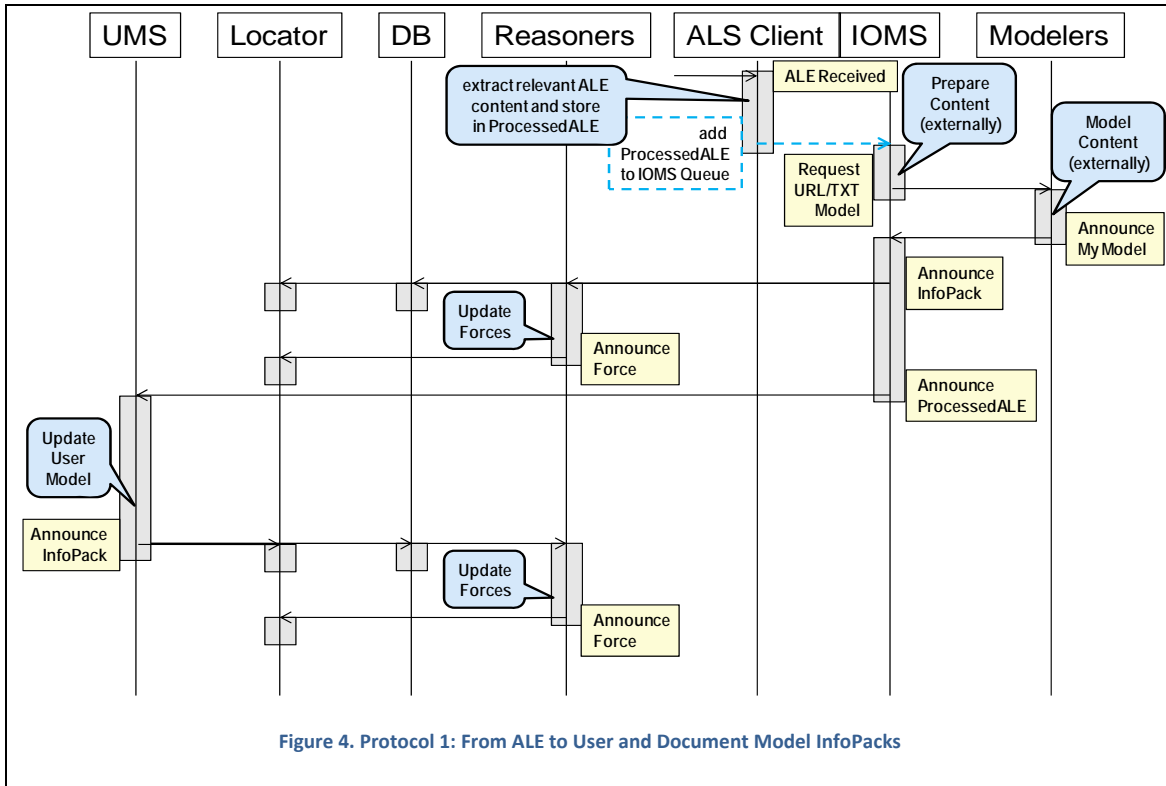 UMS
Locator
DB
Reasoners
ALS Client
IOMS
Modelers
extract relevant ALE
content and store
in ProcessedALE
ALE Received
Prepare
Content
(externally)
Model
Content
(externally)
add
ProcessedALE
to IOMS Queue
Request
URL/TXT
Model
Announce
My Model
Announce
InfoPack
Update
Forces
Announce
Force
Announce
ProcessedALE
Update
User
Model
Announce
InfoPack
Update
Forces
Announce
Force
Figure 4. Protocol 1: From ALE to User and Document Model InfoPacks